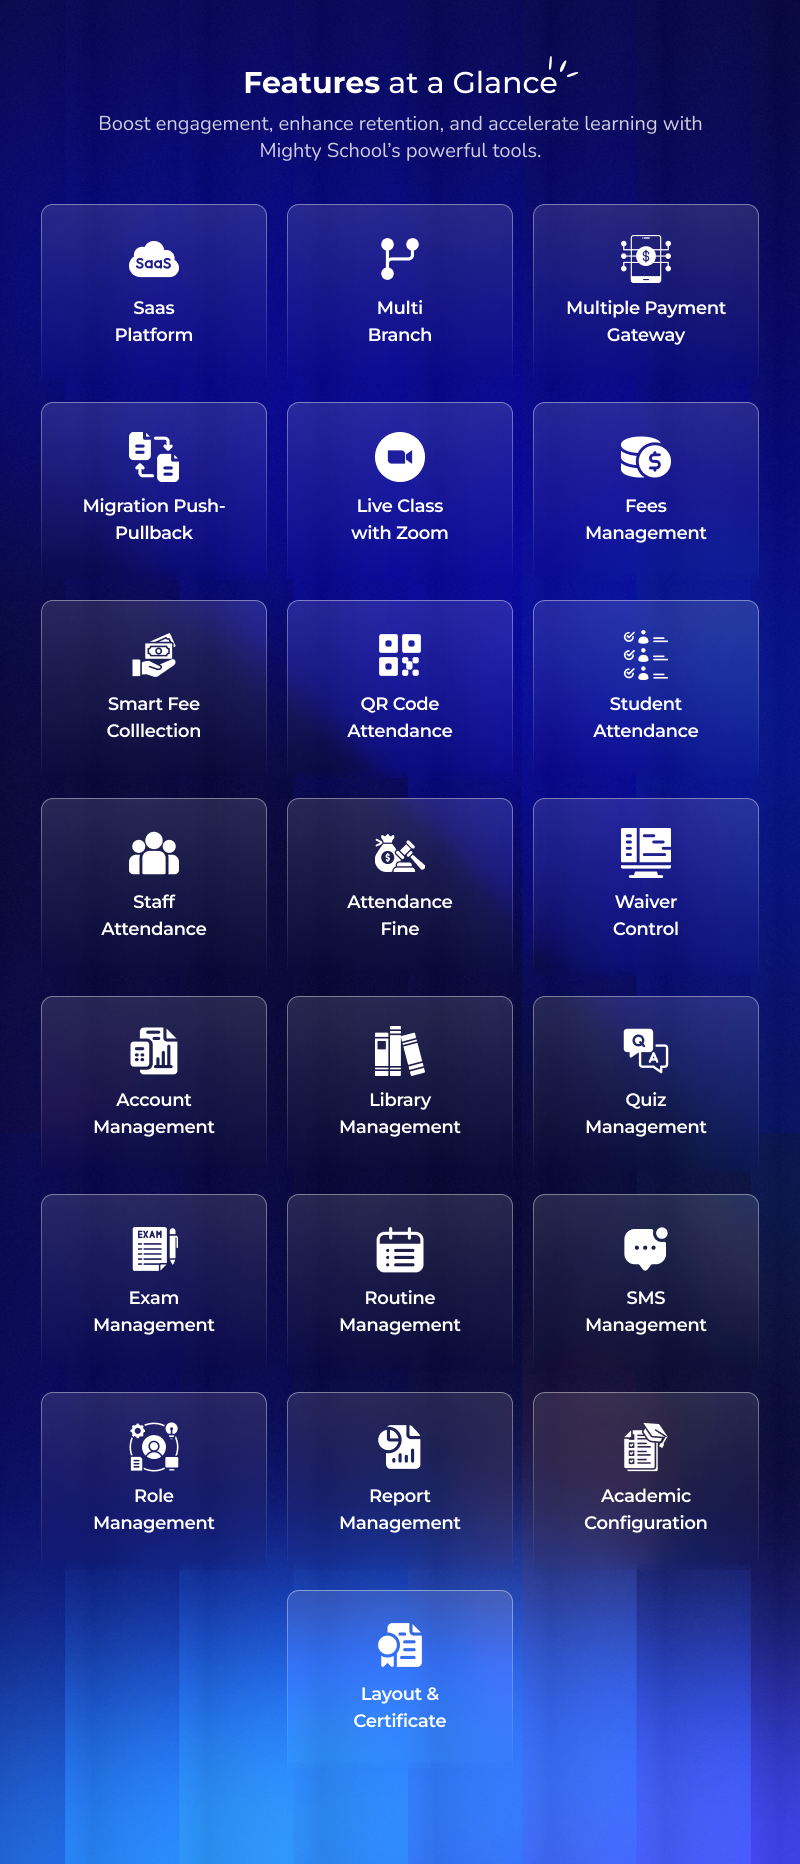 Features at a Glance
Boost engagement, enhance retention, and accelerate learning with
Mighty School's powerful tools.
SaaS
Saas
Platform
Multi
Branch
$
Multiple Payment
Gateway
Migration Push-
Pullback
Live Class
with Zoom
$
Fees
Management
Smart Fee
Colllection
QR Code
Attendance
Student
Attendance
Staff
Attendance
$
Attendance
Fine
Waiver
Control
Account
Management
Library
Management
Q
A
Quiz
Management
EXAM
Exam
Management
Routine
Management
SMS
Management
Role
Management
Report
Management
Academic
Configuration
Layout &
Certificate